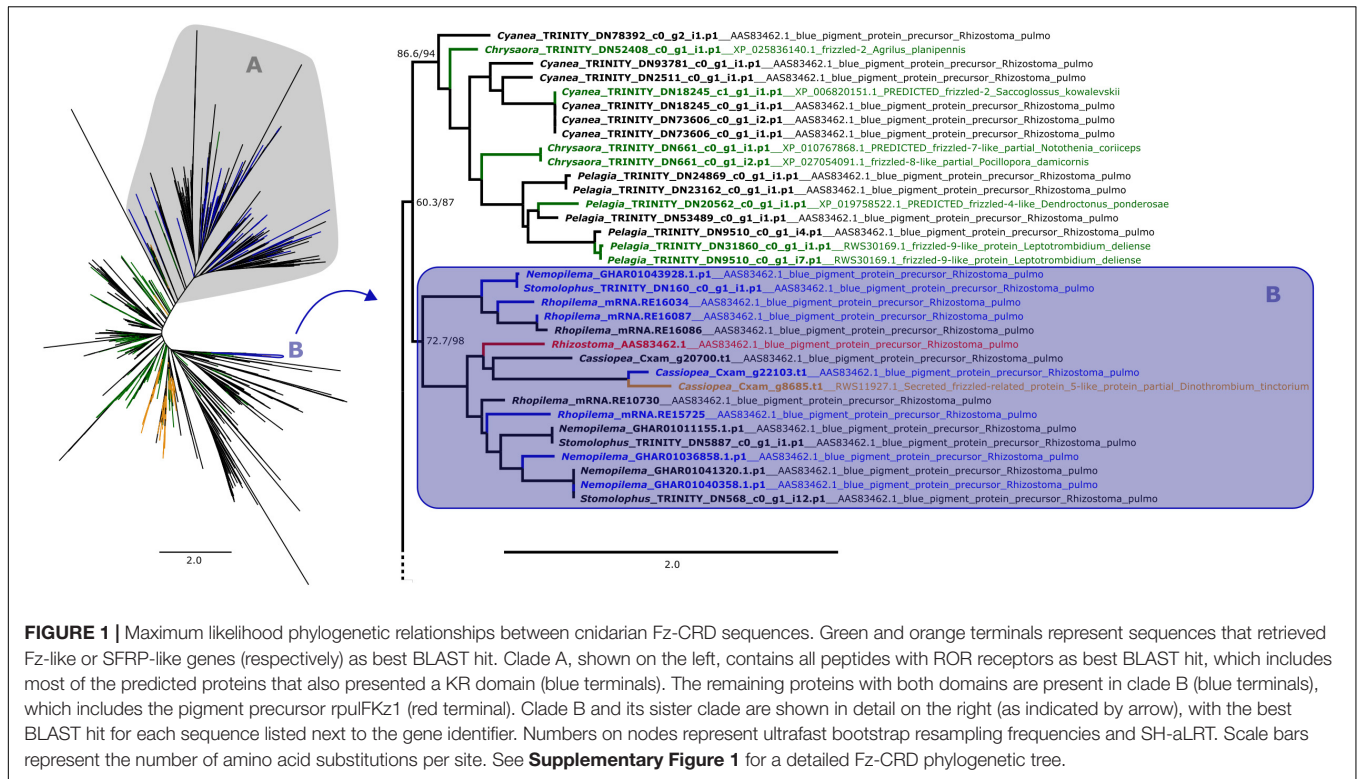 A
B
2.0
86.6/94
60.3/87
72.7/98
Cyanea_TRINITY_DN78392_c0_g2_i1.p1__AAS83462.1_blue_pigment_protein_precursor_Rhizostoma_pulmo
Chrysaora_TRINITY_DN52408_c0_g1_i1.p1__XP_025836140.1_frizzled-2_Agrilus_planipennis
Cyanea_TRINITY_DN93781_c0_g1_i1.p1__AAS83462.1_blue_pigment_protein_precursor_Rhizostoma_pulmo
Cyanea_TRINITY_DN2511_c0_g1_i1.p1__AAS83462.1_blue_pigment_protein_precursor_Rhizostoma_pulmo
Cyanea_TRINITY_DN18245_c1_g1_i1.p1__XP_006820151.1_PREDICTED_frizzled-2_Saccoglossus_kowalevskii
Cyanea_TRINITY_DN18245_c0_g1_i1.p1__AAS83462.1_blue_pigment_protein_precursor_Rhizostoma_pulmo
Cyanea_TRINITY_DN73606_c0_g1_i2.p1__AAS83462.1_blue_pigment_protein_precursor_Rhizostoma_pulmo
Cyanea_TRINITY_DN73606_c0_g1_i1.p1__AAS83462.1_blue_pigment_protein_precursor_Rhizostoma_pulmo
Chrysaora_TRINITY_DN661_c0_g1_i1.p1__XP_010767868.1_PREDICTED_frizzled-7-like_partial_Notothenia_coriiceps
Chrysaora_TRINITY_DN661_c0_g1_i2.p1__XP_027054091.1_frizzled-8-like_partial_Pocillopora_damicornis
Pelagia_TRINITY_DN24869_c0_g1_i1.p1__AAS83462.1_blue_pigment_protein_precursor_Rhizostoma_pulmo
Pelagia_TRINITY_DN23162_c0_g1_i1.p1__AAS83462.1_blue_pigment_protein_precursor_Rhizostoma_pulmo
Pelagia_TRINITY_DN20562_c0_g1_i1.p1__XP_019758522.1_PREDICTED_frizzled-4-like_Dendroctonus_ponderosae
Pelagia_TRINITY_DN53489_c0_g1_i1.p1__AAS83462.1_blue_pigment_protein_precursor_Rhizostoma_pulmo
Pelagia_TRINITY_DN9510_c0_g1_i4.p1__AAS83462.1_blue_pigment_protein_precursor_Rhizostoma_pulmo
Pelagia_TRINITY_DN31860_c0_g1_i1.p1__RWS30169.1_frizzled-9-like_protein_Leptotrombidium_deliense
Pelagia_TRINITY_DN9510_c0_g1_i7.p1__RWS30169.1_frizzled-9-like_protein_Leptotrombidium_deliense
Nemopilema_GHAR01043928.1.p1__AAS83462.1_blue_pigment_protein_precursor_Rhizostoma_pulmo
Stomolophus_TRINITY_DN160_c0_g1_i1.p1__AAS83462.1_blue_pigment_protein_precursor_Rhizostoma_pulmo
Rhopilema_mRNA.RE16034__AAS83462.1_blue_pigment_protein_precursor_Rhizostoma_pulmo
Rhopilema_mRNA.RE16087__AAS83462.1_blue_pigment_protein_precursor_Rhizostoma_pulmo
Rhopilema_mRNA.RE16086__AAS83462.1_blue_pigment_protein_precursor_Rhizostoma_pulmo
Rhizostoma_AAS83462.1__AAS83462.1_blue_pigment_protein_precursor_Rhizostoma_pulmo
Cassiopea_Cxam_g20700.t1__AAS83462.1_blue_pigment_protein_precursor_Rhizostoma_pulmo
Cassiopea_Cxam_g22103.t1__AAS83462.1_blue_pigment_protein_precursor_Rhizostoma_pulmo
Cassiopea_Cxam_g8685.t1__RWS11927.1_Secreted_frizzled-related_protein_5-like_protein_partial_Dinothrombium_tinctorium
Rhopilema_mRNA.RE10730__AAS83462.1_blue_pigment_protein_precursor_Rhizostoma_pulmo
Rhopilema_mRNA.RE15725__AAS83462.1_blue_pigment_protein_precursor_Rhizostoma_pulmo
Nemopilema_GHAR01011155.1.p1__AAS83462.1_blue_pigment_protein_precursor_Rhizostoma_pulmo
Stomolophus_TRINITY_DN5887_c0_g1_i1.p1__AAS83462.1_blue_pigment_protein_precursor_Rhizostoma_pulmo
Nemopilema_GHAR01036858.1.p1__AAS83462.1_blue_pigment_protein_precursor_Rhizostoma_pulmo
Nemopilema_GHAR01041320.1.p1__AAS83462.1_blue_pigment_protein_precursor_Rhizostoma_pulmo
Nemopilema_GHAR01040358.1.p1__AAS83462.1_blue_pigment_protein_precursor_Rhizostoma_pulmo
Stomolophus_TRINITY_DN568_c0_g1_i12.p1__AAS83462.1_blue_pigment_protein_precursor_Rhizostoma_pulmo
B
2.0
FIGURE 1 | Maximum likelihood phylogenetic relationships between cnidarian Fz-CRD sequences. Green and orange terminals represent sequences that retrieved
Fz-like or SFRP-like genes (respectively) as best BLAST hit. Clade A, shown on the left, contains all peptides with ROR receptors as best BLAST hit, which includes
most of the predicted proteins that also presented a KR domain (blue terminals). The remaining proteins with both domains are present in clade B (blue terminals),
which includes the pigment precursor rpulFKz1 (red terminal). Clade B and its sister clade are shown in detail on the right (as indicated by arrow), with the best
BLAST hit for each sequence listed next to the gene identifier. Numbers on nodes represent ultrafast bootstrap resampling frequencies and SH-aLRT. Scale bars
represent the number of amino acid substitutions per site. See Supplementary Figure 1 for a detailed Fz-CRD phylogenetic tree.